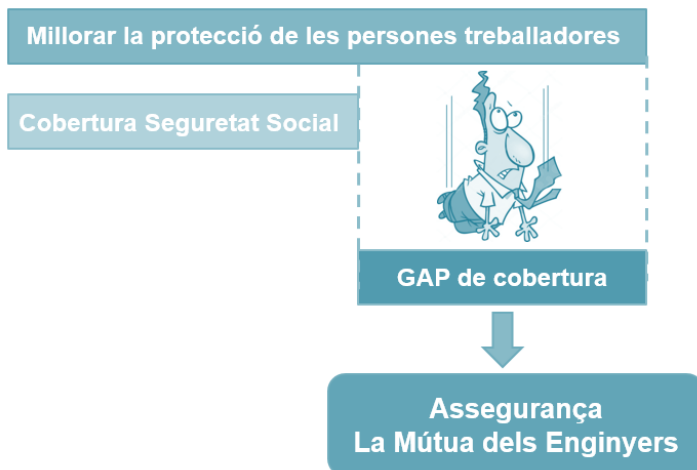 Millorar la protecció de les persones treballadores
Cobertura Seguretat Social
GAP de cobertura
Assegurança
La Mútua dels Enginyers